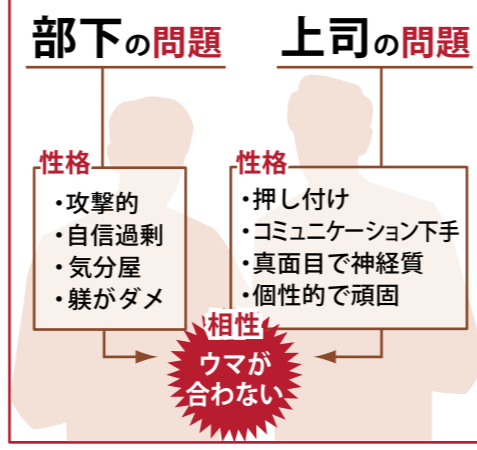 部下の問題
上司の問題
性格
・攻撃的
・自信過剰
・気分屋
・躾がダメ
性格
・押し付け
・コミュニケーション下手
・真面目で神経質
・個性的で頑固
相性
ウマが
合わない